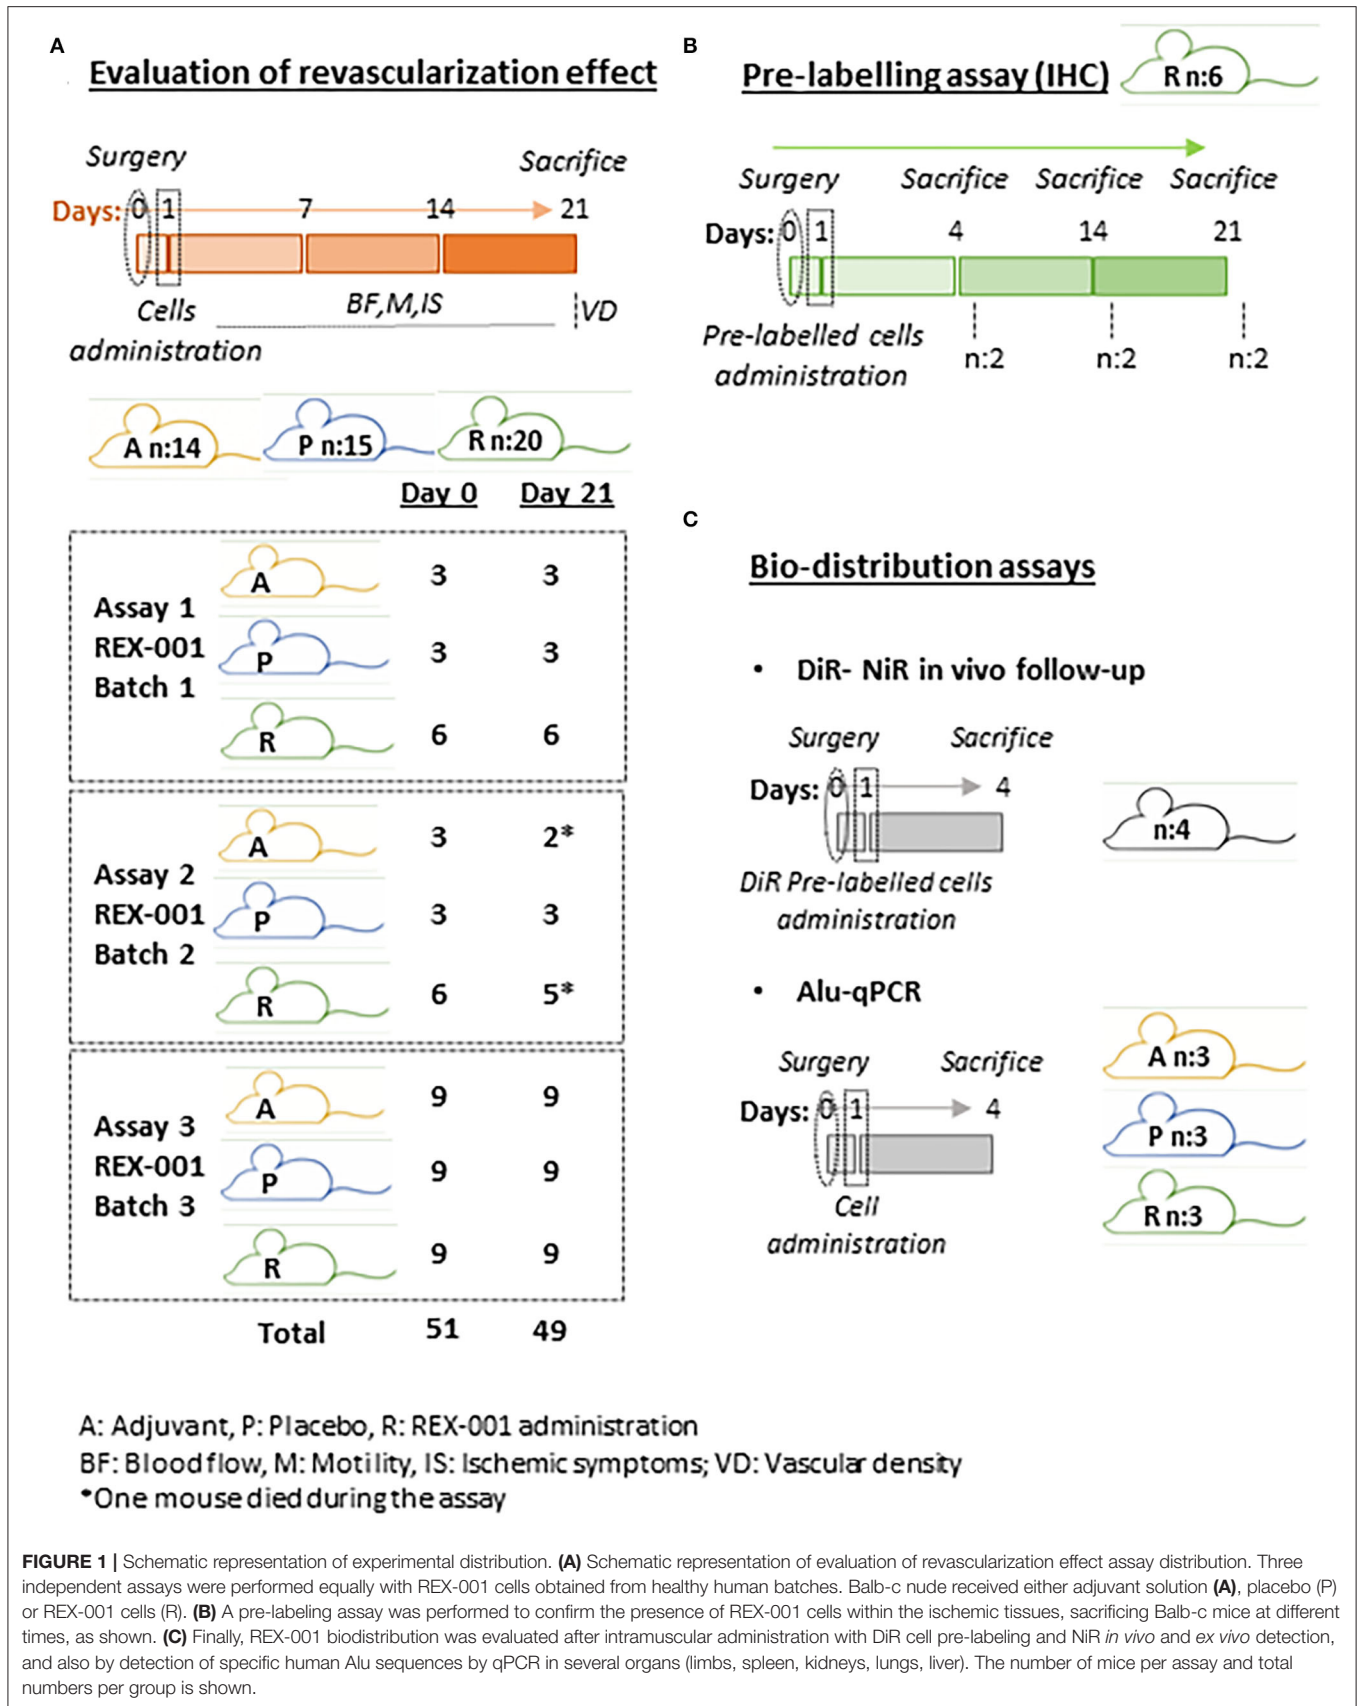 A
Evaluation of revascularization effect
Surgery
Sacrifice
Days: 0 1 7 14 21
Cells
administration
BF,M,IS
VD
A n:14
P n:15
R n:20
Day 0 Day 21
Assay 1
REX-001
Batch 1
A 3 3
P 3 3
R 6 6
Assay 2
REX-001
Batch 2
A 3 2*
P 3 3
R 6 5*
Assay 3
REX-001
Batch 3
A 9 9
P 9 9
R 9 9
Total 51 49
A: Adjuvant, P: Placebo, R: REX-001 administration
BF: Blood flow, M: Motility, IS: Ischemic symptoms; VD: Vascular density
*One mouse died during the assay
B
Pre-labelling assay (IHC)
R n:6
Surgery Sacrifice Sacrifice Sacrifice
Days: 0 1 4 14 21
Pre-labelled cells
administration
n:2 n:2 n:2
C
Bio-distribution assays
• DiR- NiR in vivo follow-up
Surgery Sacrifice
Days: 0 1 4
n:4
DiR Pre-labelled cells
administration
• Alu-qPCR
Surgery Sacrifice
Days: 0 1 4
Cell
administration
A n:3
P n:3
R n:3
FIGURE 1 | Schematic representation of experimental distribution. (A) Schematic representation of evaluation of revascularization effect assay distribution. Three
independent assays were performed equally with REX-001 cells obtained from healthy human batches. Balb-c nude received either adjuvant solution (A), placebo (P)
or REX-001 cells (R). (B) A pre-labeling assay was performed to confirm the presence of REX-001 cells within the ischemic tissues, sacrificing Balb-c mice at different
times, as shown. (C) Finally, REX-001 biodistribution was evaluated after intramuscular administration with DiR cell pre-labeling and NiR in vivo and ex vivo detection,
and also by detection of specific human Alu sequences by qPCR in several organs (limbs, spleen, kidneys, lungs, liver). The number of mice per assay and total
numbers per group is shown.